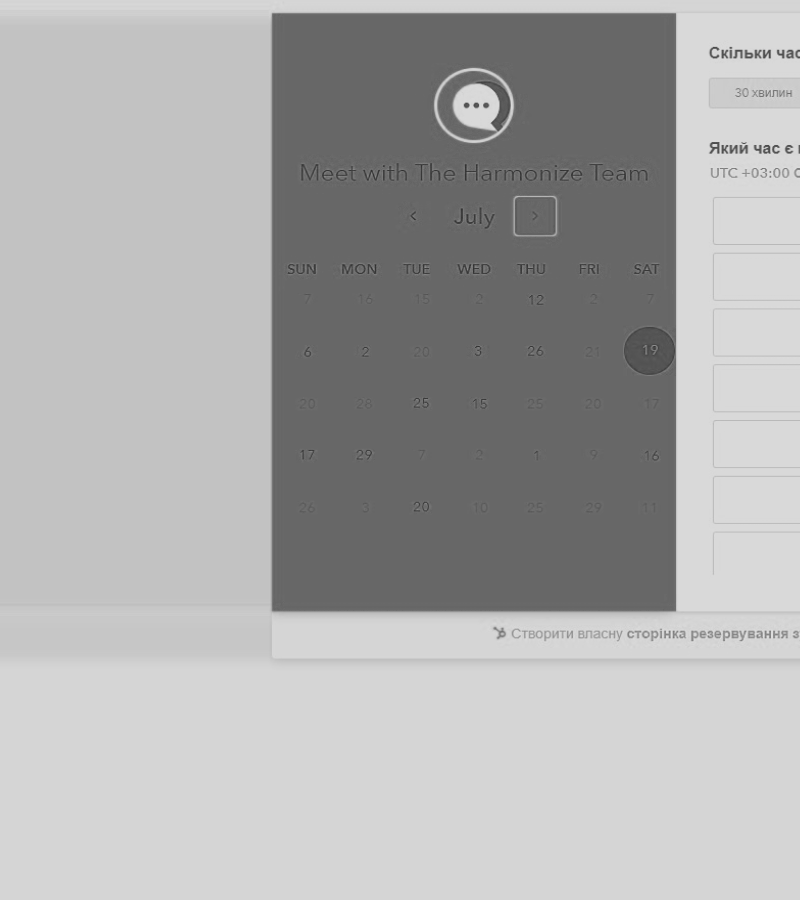 Meet with The Harmonize Team
July
SUN MON TUE WED THU FRI SAT
7 16 15 2 12 2 7
6 2 20 3 26 21 19
20 28 25 15 25 20 17
17 29 7 2 1 9 16
26 3 20 10 25 29 11
Скільки час
30 хвилин
Який час є
UTC +03:00
Створити власну сторінка резервування з